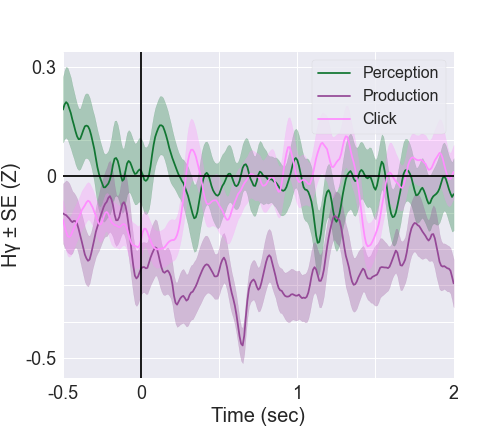 0.3
0
-0.5
Hγ ± SE (Z)
Perception
Production
Click
-0.5 0 1 2
Time (sec)